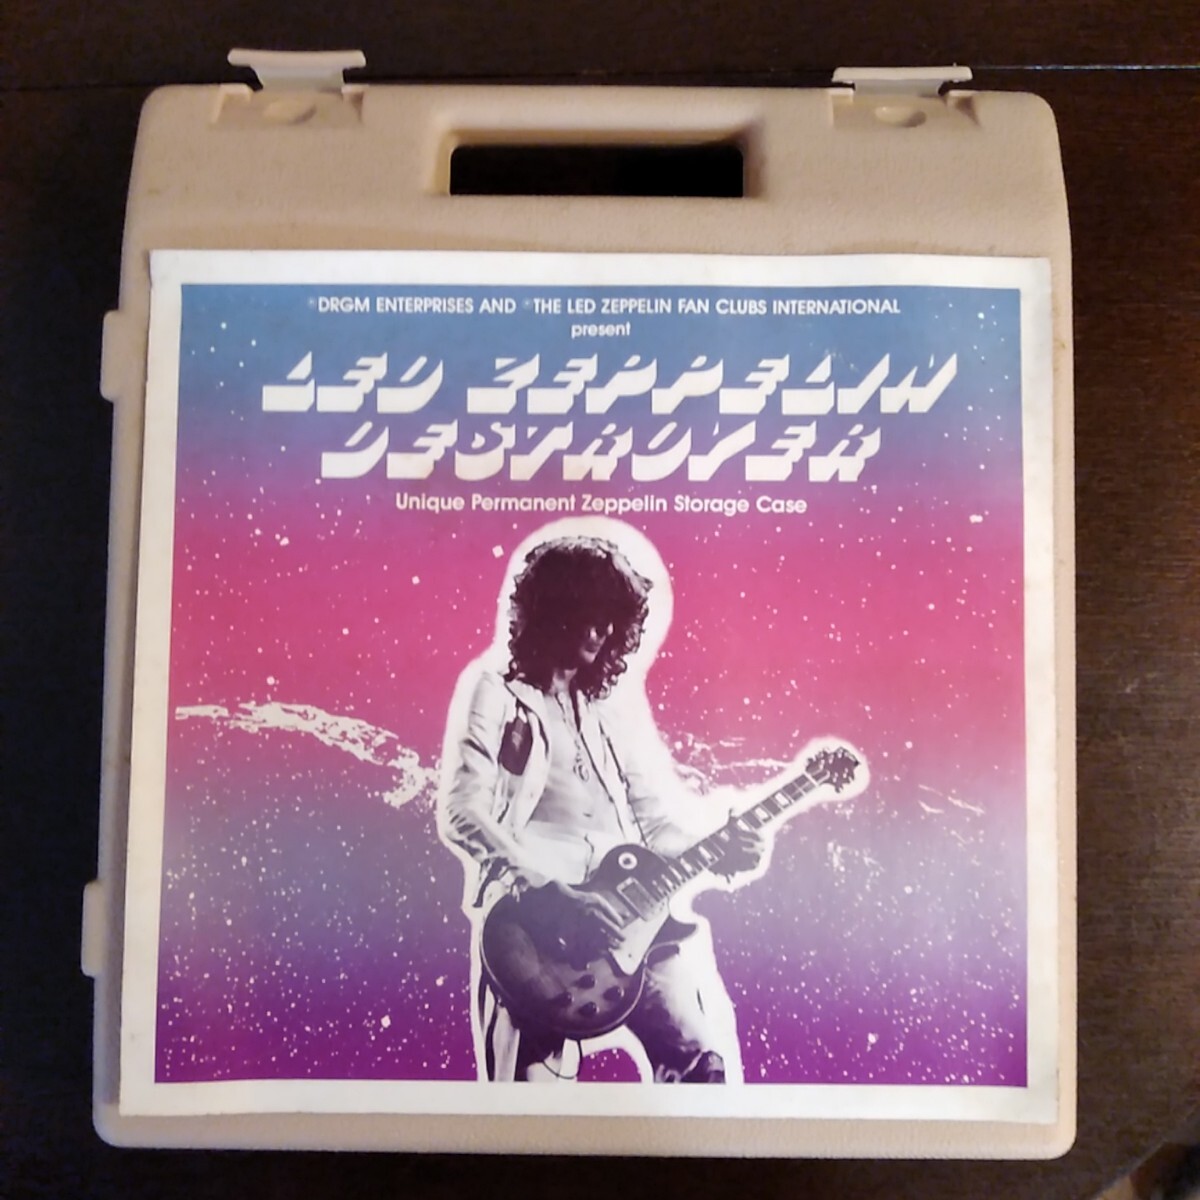 °DRGM ENTERPRISES AND °THE LED ZEPPELIN FAN CLUBS INTERNATIONAL
present
LED ZEPPELIN
DESTROYER
Unique Permanent Zeppelin Storage Case